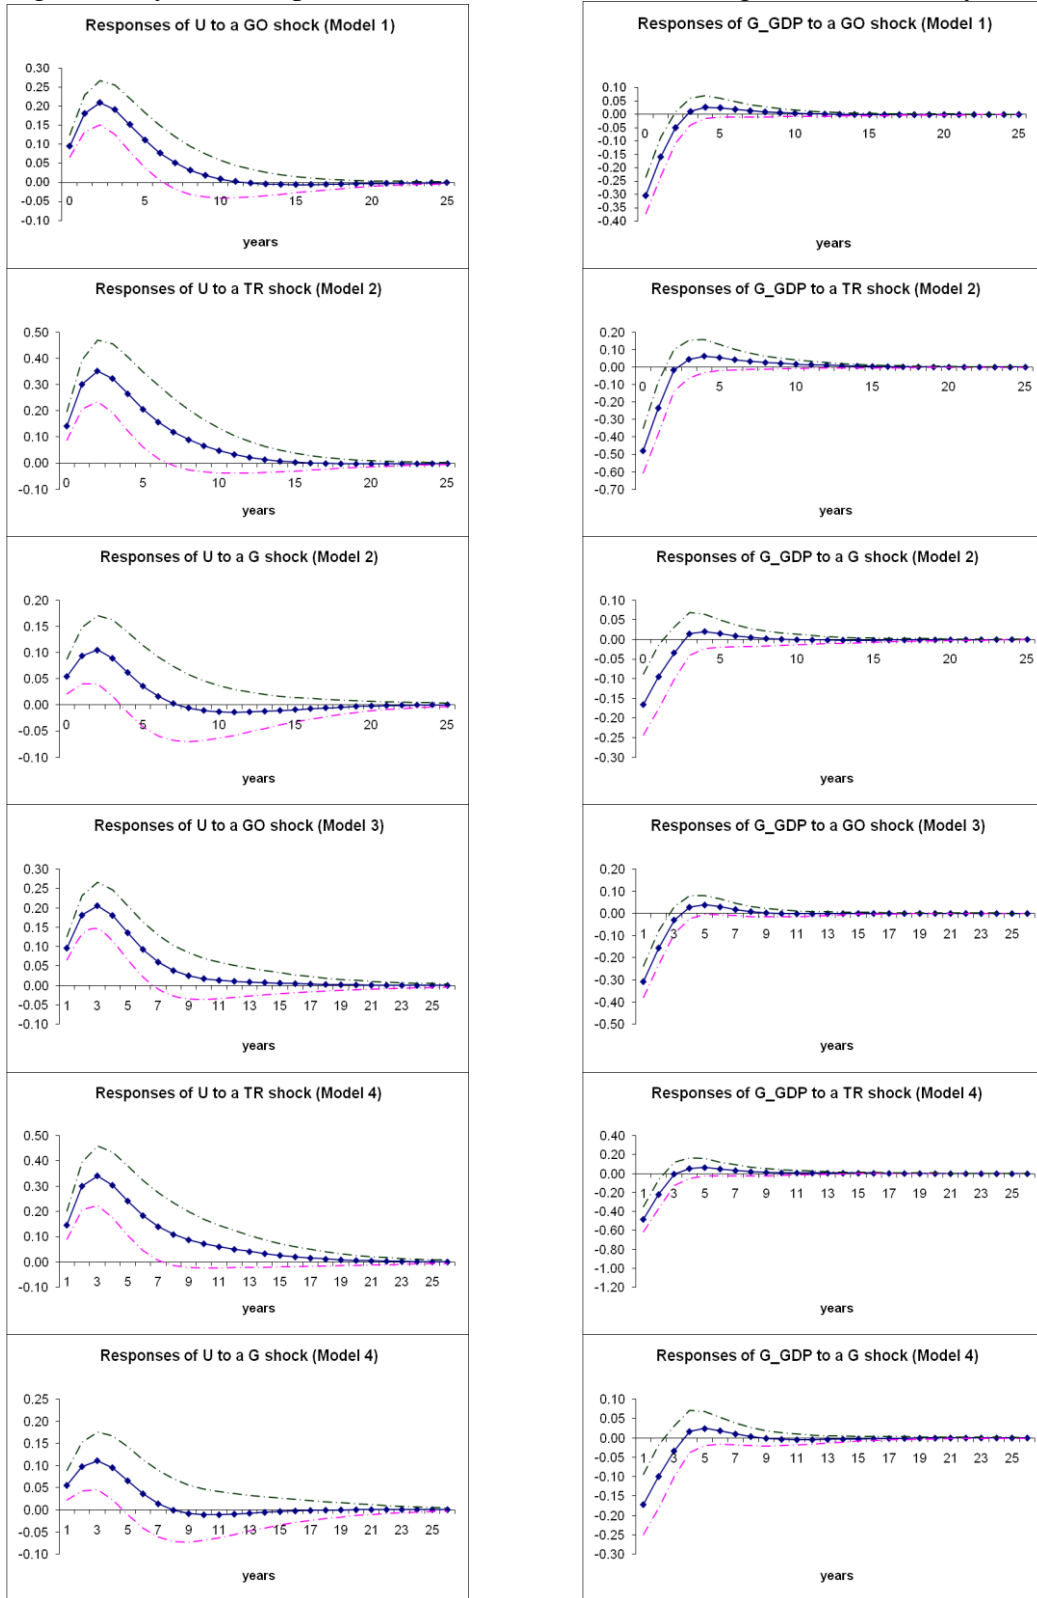 Responses of U to a GO shock (Model 1)
0.30
0.25
0.20
0.15
0.10
0.05
0.00
-0.05
-0.10
0 5 10 15 20 25
years
Responses of G_GDP to a GO shock (Model 1)
0.10
0.05
0.00
-0.05
-0.10
-0.15
-0.20
-0.25
-0.30
-0.35
-0.40
0 5 10 15 20 25
years
Responses of U to a TR shock (Model 2)
0.50
0.40
0.30
0.20
0.10
0.00
-0.10
0 5 10 15 20 25
years
Responses of G_GDP to a TR shock (Model 2)
0.20
0.10
0.00
-0.10
-0.20
-0.30
-0.40
-0.50
-0.60
-0.70
0 5 10 15 20 25
years
Responses of U to a G shock (Model 2)
0.20
0.15
0.10
0.05
0.00
-0.05
-0.10
0 5 10 15 20 25
years
Responses of G_GDP to a G shock (Model 2)
0.10
0.05
0.00
-0.05
-0.10
-0.15
-0.20
-0.25
-0.30
0 5 10 15 20 25
years
Responses of U to a GO shock (Model 3)
0.30
0.25
0.20
0.15
0.10
0.05
0.00
-0.05
-0.10
1 3 5 7 9 11 13 15 17 19 21 23 25
years
Responses of G_GDP to a GO shock (Model 3)
0.20
0.10
0.00
-0.10
-0.20
-0.30
-0.40
-0.50
1 3 5 7 9 11 13 15 17 19 21 23 25
years
Responses of U to a TR shock (Model 4)
0.50
0.40
0.30
0.20
0.10
0.00
-0.10
1 3 5 7 9 11 13 15 17 19 21 23 25
years
Responses of G_GDP to a TR shock (Model 4)
0.40
0.20
0.00
-0.20
-0.40
-0.60
-0.80
-1.00
-1.20
1 3 5 7 9 11 13 15 17 19 21 23 25
years
Responses of U to a G shock (Model 4)
0.25
0.20
0.15
0.10
0.05
0.00
-0.05
-0.10
1 3 5 7 9 11 13 15 17 19 21 23 25
years
Responses of G_GDP to a G shock (Model 4)
0.10
0.05
0.00
-0.05
-0.10
-0.15
-0.20
-0.25
-0.30
1 3 5 7 9 11 13 15 17 19 21 23 25
years